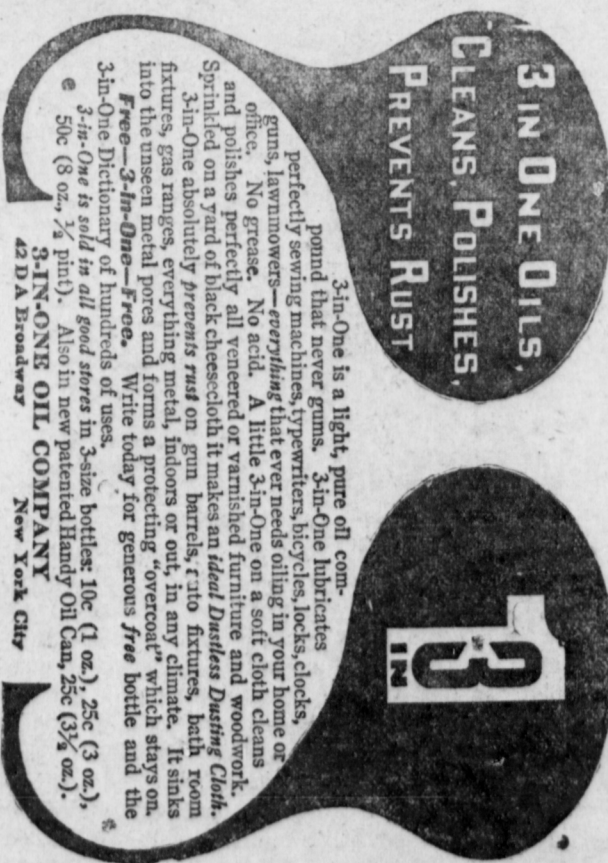 3 IN ONE OILS,
CLEANS, POLISHES,
PREVENTS RUST
3
IN
1
3-in-One is a light, pure oil com-
pound that never gums. 3-in-One lubricates
perfectly sewing machines, typewriters, bicycles, locks, clocks,
guns, lawnmowers—everything that ever needs oiling in your home or
office. No grease. No acid. A little 3-in-One on a soft cloth cleans
and polishes perfectly all veneered or varnished furniture and woodwork.
Sprinkled on a yard of black cheesecloth it makes an ideal Dustless Dusting Cloth.
3-in-One absolutely prevents rust on gun barrels, auto fixtures, bath room
fixtures, gas ranges, everything metal, indoors or out, in any climate. It sinks
into the unseen metal pores and forms a protecting "overcoat" which stays on.
Free—3-in-One—Free. Write today for generous free bottle and the
3-in-One Dictionary of hundreds of uses.
3-in-One is sold in all good stores in 3-size bottles: 10c (1 oz.), 25c (3 oz.),
50c (8 oz., ½ pint). Also in new patented Handy Oil Can, 25c (3½ oz.).
3-IN-ONE OIL COMPANY
42 DA Broadway New York City